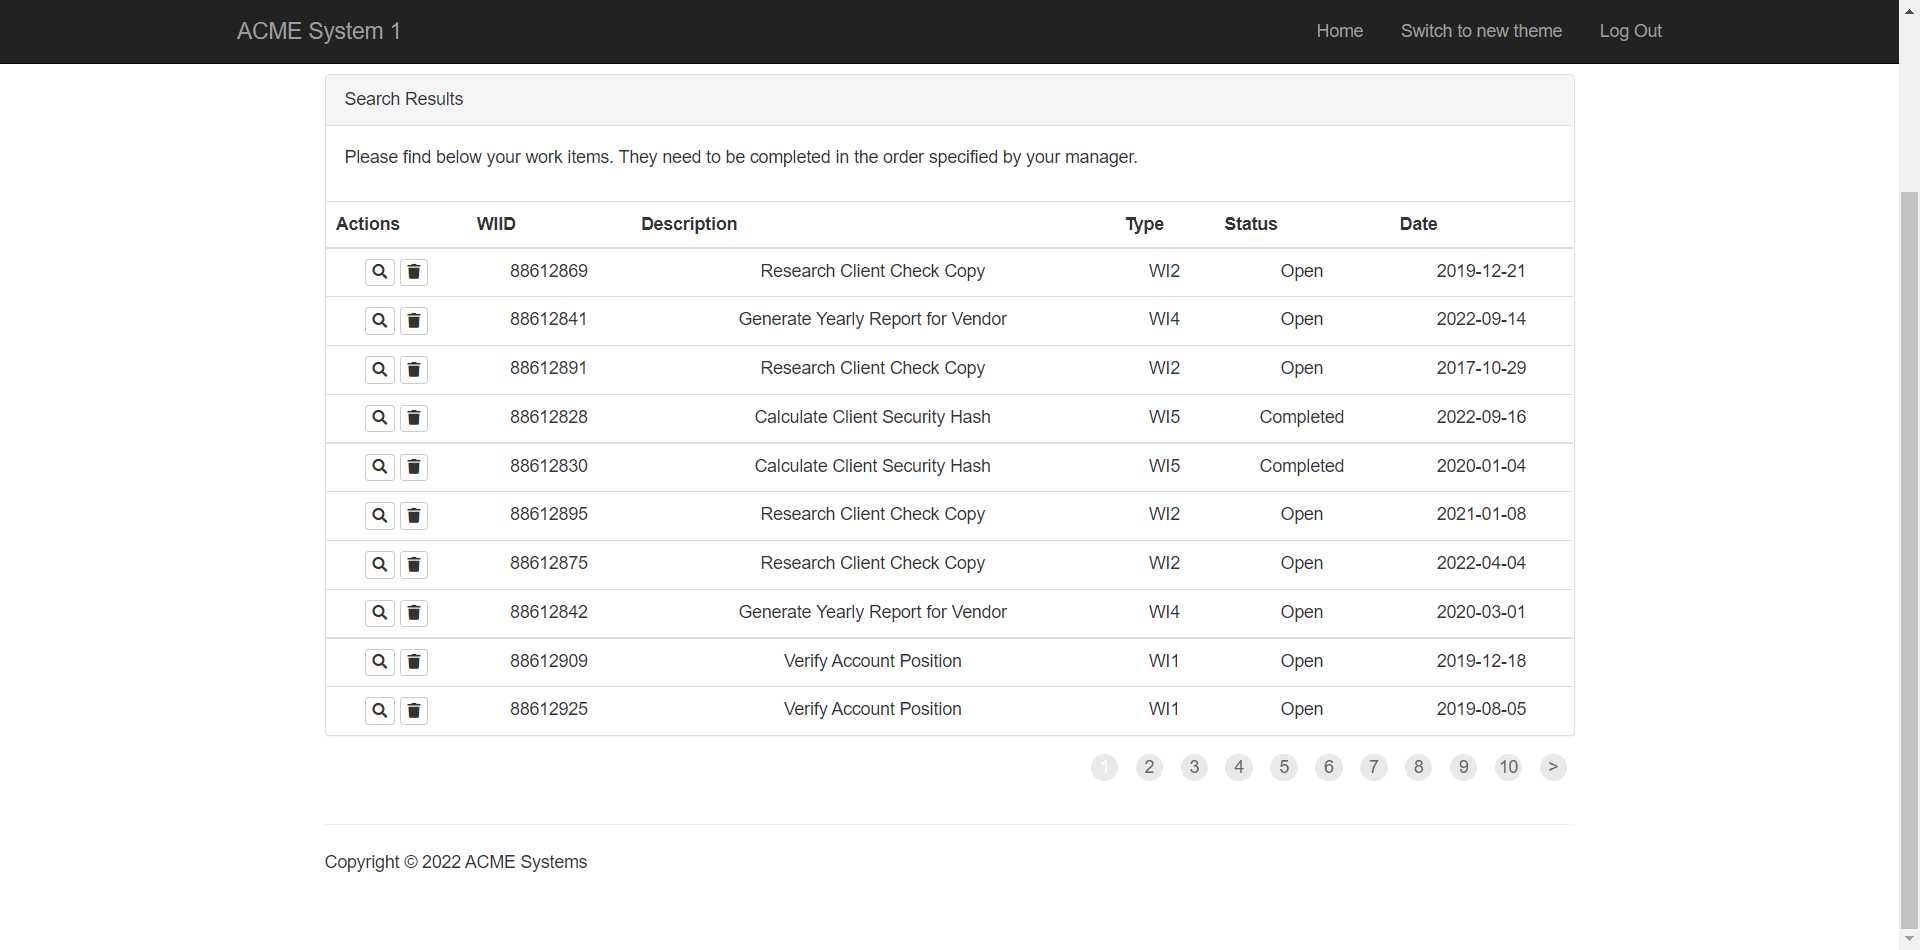 ACME System 1 Home Switch to new theme Log Out
Search Results
Please find below your work items. They need to be completed in the order specified by your manager.
Actions WIID Description Type Status Date
88612869 Research Client Check Copy WI2 Open 2019-12-21
88612841 Generate Yearly Report for Vendor WI4 Open 2022-09-14
88612891 Research Client Check Copy WI2 Open 2017-10-29
88612828 Calculate Client Security Hash WI5 Completed 2022-09-16
88612830 Calculate Client Security Hash WI5 Completed 2020-01-04
88612895 Research Client Check Copy WI2 Open 2021-01-08
88612875 Research Client Check Copy WI2 Open 2022-04-04
88612842 Generate Yearly Report for Vendor WI4 Open 2020-03-01
88612909 Verify Account Position WI1 Open 2019-12-18
88612925 Verify Account Position WI1 Open 2019-08-05
1 2 3 4 5 6 7 8 9 10 >
Copyright © 2022 ACME Systems